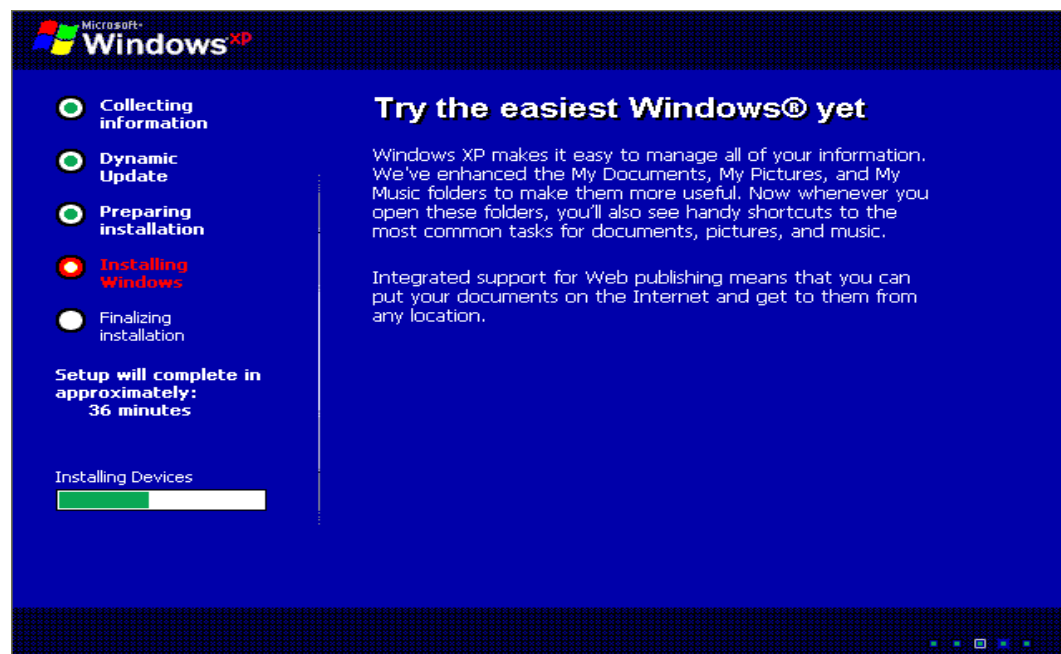 Microsoft®
Windows xp
Collecting
information
Dynamic
Update
Preparing
installation
Installing
Windows
Finalizing
installation
Setup will complete in
approximately:
36 minutes
Installing Devices
Try the easiest Windows® yet
Windows XP makes it easy to manage all of your information.
We've enhanced the My Documents, My Pictures, and My
Music folders to make them more useful. Now whenever you
open these folders, you'll also see handy shortcuts to the
most common tasks for documents, pictures, and music.
Integrated support for Web publishing means that you can
put your documents on the Internet and get to them from
any location.